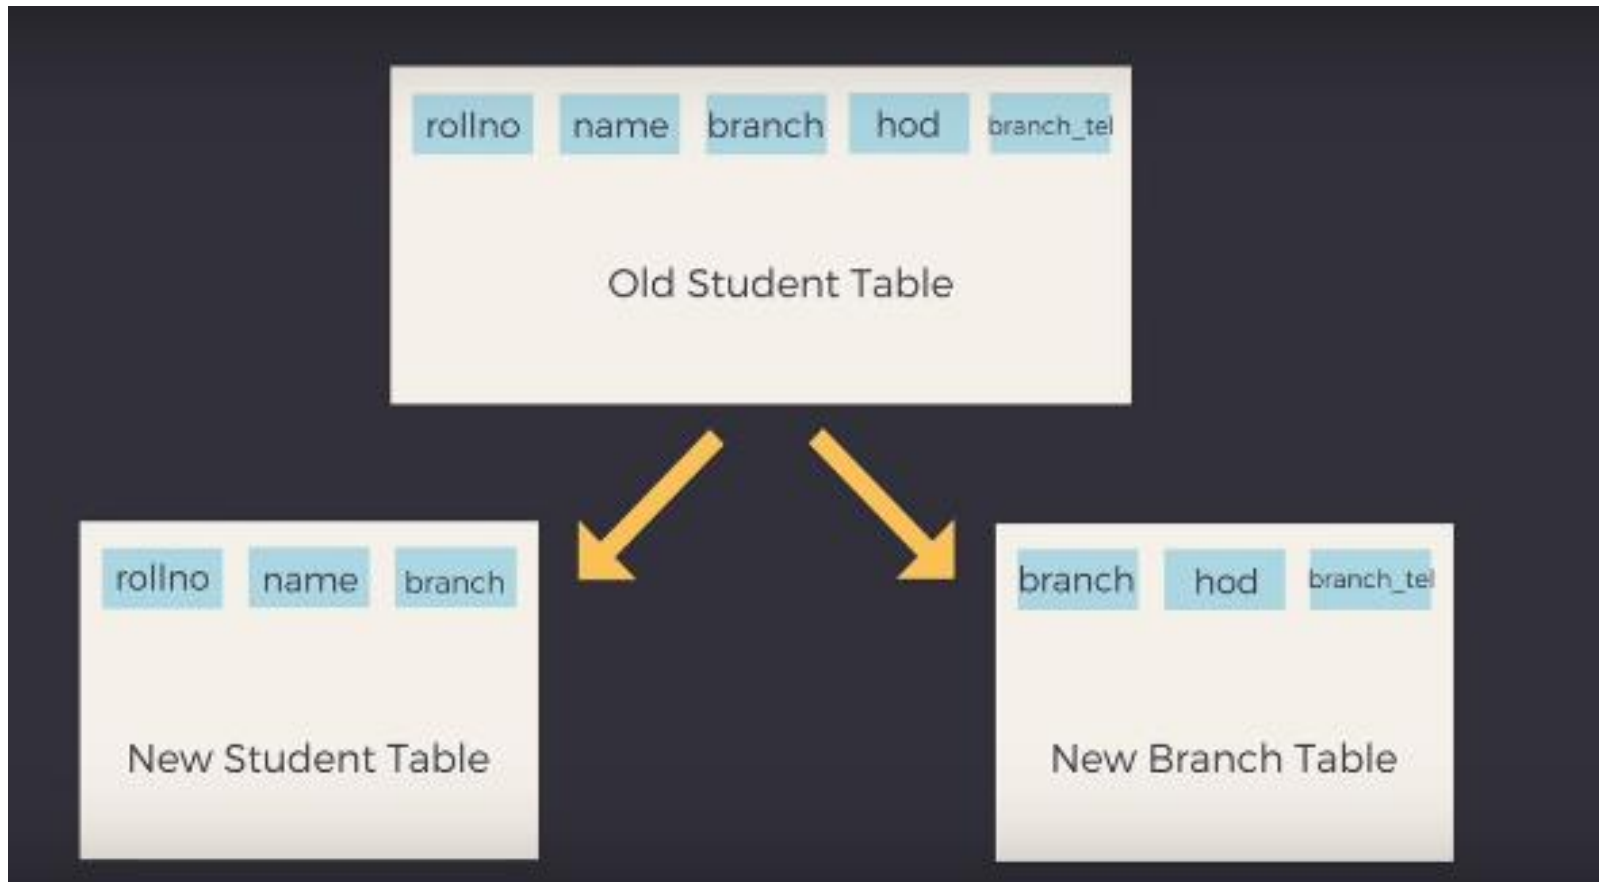 rollno name branch hod branch_tel
Old Student Table
rollno name branch
branch hod branch_tel
New Student Table
New Branch Table